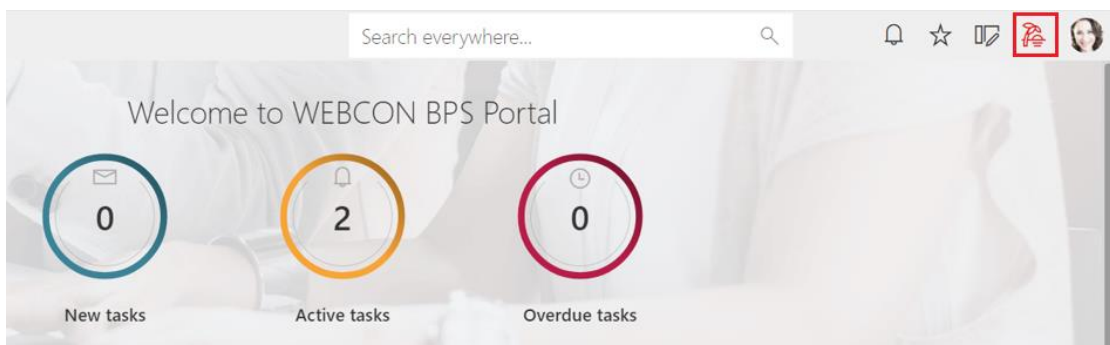 Search everywhere...
Welcome to WEBCON BPS Portal
0
2
0
New tasks
Active tasks
Overdue tasks